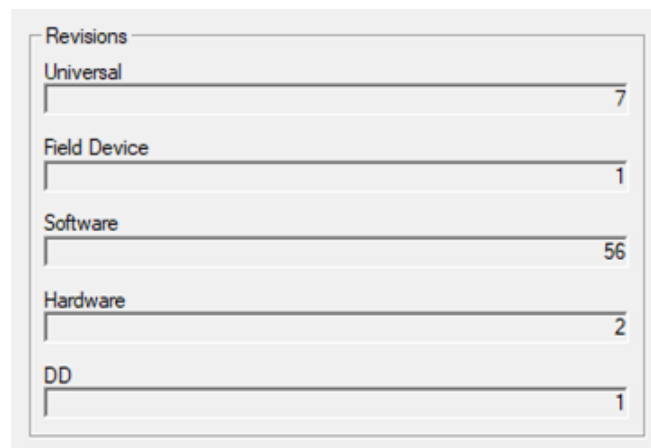 Revisions
Universal
7
Field Device
1
Software
56
Hardware
2
DD
1